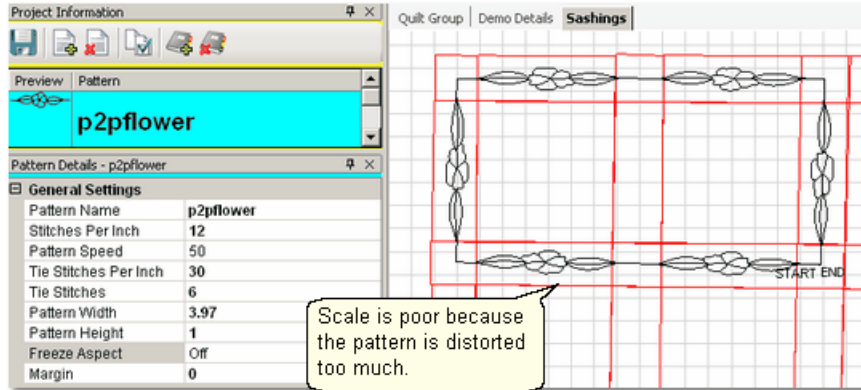 Project Information
Preview Pattern
p2pflower
Pattern Details - p2pflower
General Settings
Pattern Name p2pflower
Stitches Per Inch 12
Pattern Speed 50
Tie Stitches Per Inch 30
Tie Stitches 6
Pattern Width 3.97
Pattern Height 1
Freeze Aspect Off
Margin 0
Quilt Group Demo Details Sashings
START END
Scale is poor because
the pattern is distorted
too much.